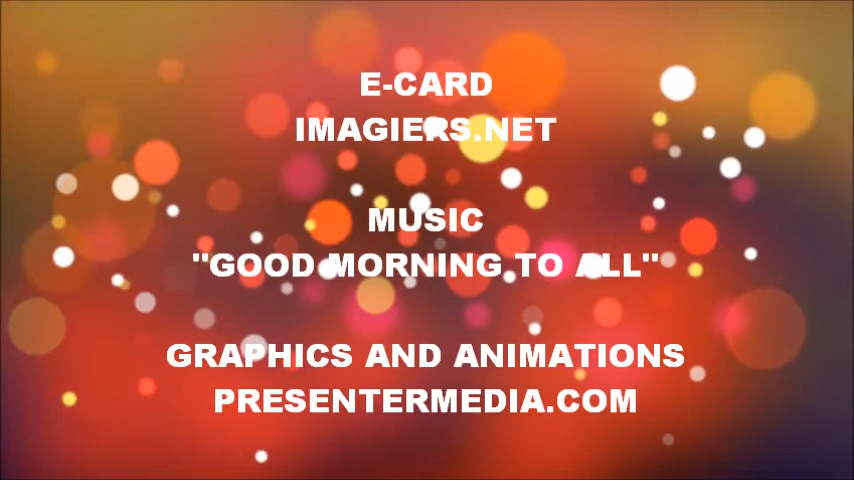 E-CARD
IMAGIERS.NET
MUSIC
"GOOD MORNING TO ALL"
GRAPHICS AND ANIMATIONS
PRESENTERMEDIA.COM